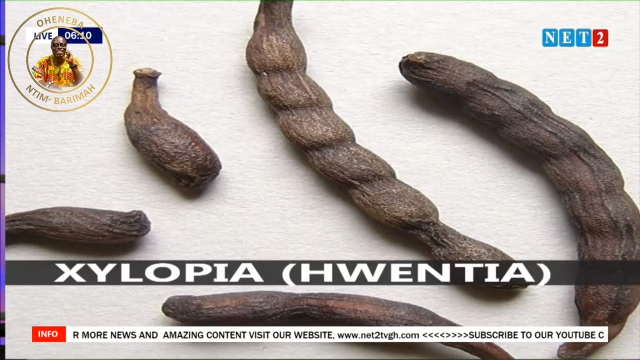 OHENEBA
NTIM-BARIMAH
LIVE 06:10
NET2
XYLOPIA (HWENTIA)
INFO R MORE NEWS AND AMAZING CONTENT VISIT OUR WEBSITE, www.net2tvgh.com <<<<>>>>SUBSCRIBE TO OUR YOUTUBE C